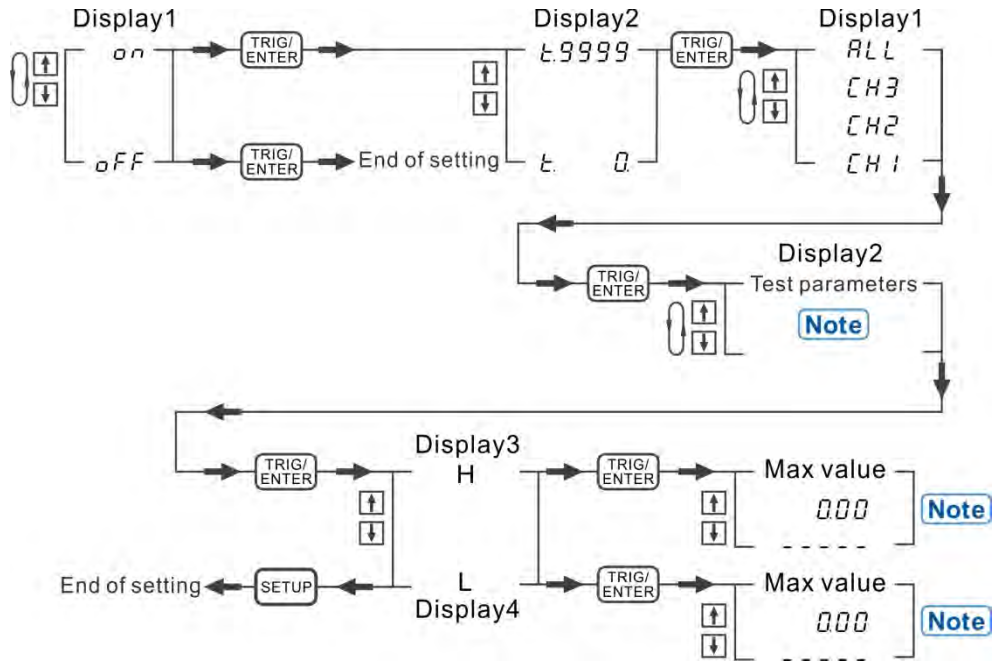 Display1 Display2 Display1
on TRIG/ENTER t.9999 TRIG/ENTER ALL
CH3
CH2
oFF TRIG/ENTER End of setting t. 0. CH1
Display2
TRIG/ENTER Test parameters
Note
Display3
TRIG/ENTER H TRIG/ENTER Max value
0.00 Note
- - - - -
End of setting SETUP L TRIG/ENTER Max value
Display4
0.00 Note
- - - - -